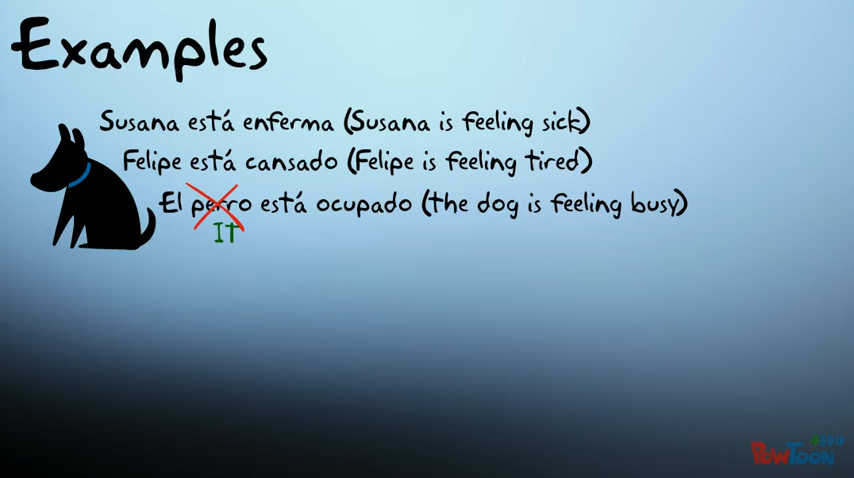 Examples
Susana está enferma (Susana is feeling sick)
Felipe está cansado (Felipe is feeling tired)
El perro está ocupado (the dog is feeling busy)
IT
POWTOON
4EDU